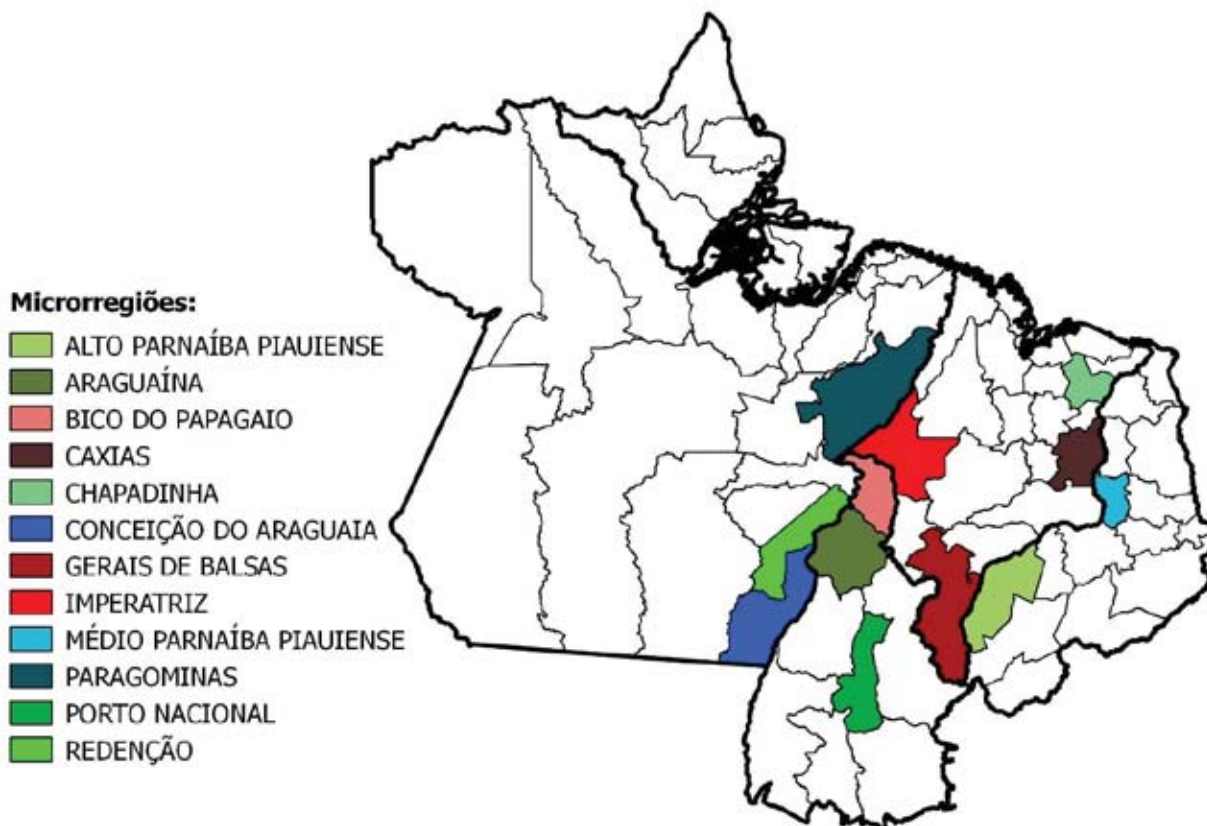 Microrregiões:
ALTO PARNAÍBA PIAUIENSE
ARAGUAÍNA
BICO DO PAPAGAIO
CAXIAS
CHAPADINHA
CONCEIÇÃO DO ARAGUAIA
GERAIS DE BALSAS
IMPERATRIZ
MÉDIO PARNAÍBA PIAUIENSE
PARAGOMINAS
PORTO NACIONAL
REDENÇÃO